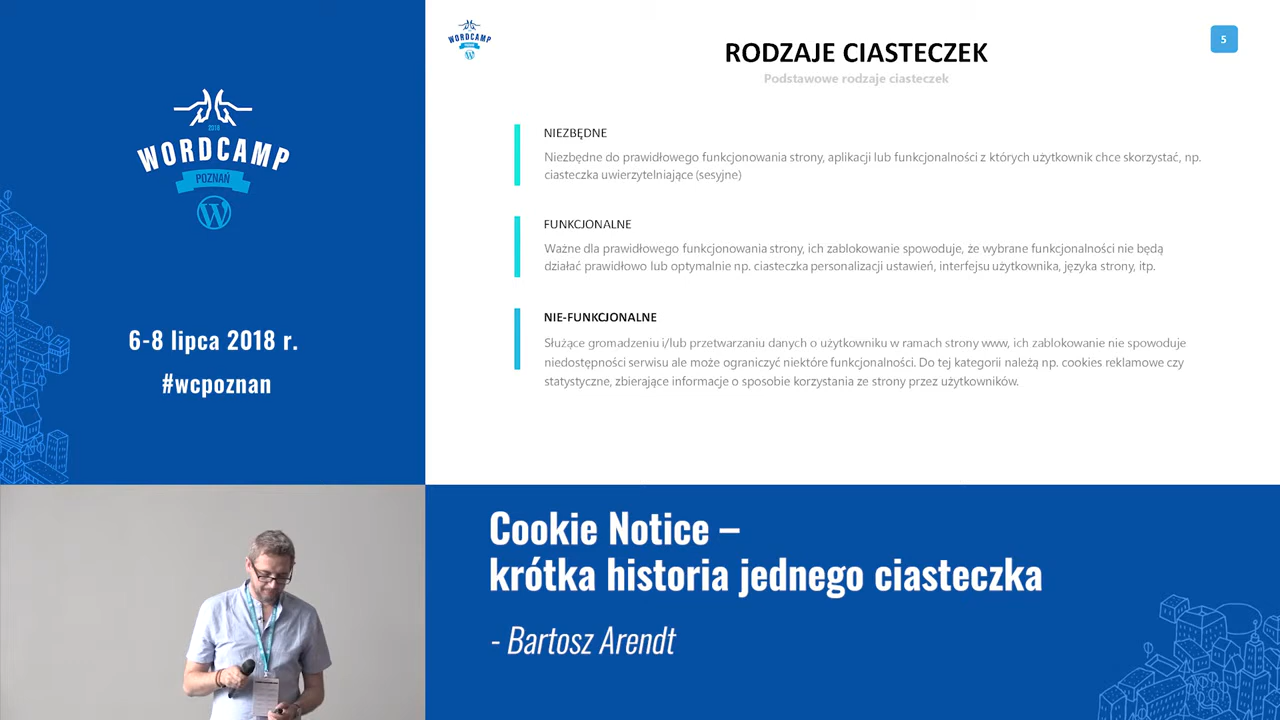 2018
WORDCAMP
POZNAŃ
6-8 lipca 2018 r.
#wcpoznan
WORDCAMP
5
RODZAJE CIASTECZEK
Podstawowe rodzaje ciasteczek
NIEZBĘDNE
Niezbędne do prawidłowego funkcjonowania strony, aplikacji lub funkcjonalności z których użytkownik chce skorzystać, np.
ciasteczka uwierzytelniające (sesyjne)
FUNKCJONALNE
Ważne dla prawidłowego funkcjonowania strony, ich zablokowanie spowoduje, że wybrane funkcjonalności nie będą
działać prawidłowo lub optymalnie np. ciasteczka personalizacji ustawień, interfejsu użytkownika, języka strony, itp.
NIE-FUNKCJONALNE
Służące gromadzeniu i/lub przetwarzaniu danych o użytkowniku w ramach strony www, ich zablokowanie nie spowoduje
niedostępności serwisu ale może ograniczyć niektóre funkcjonalności. Do tej kategorii należą np. cookies reklamowe czy
statystyczne, zbierające informacje o sposobie korzystania ze strony przez użytkowników.
Cookie Notice –
krótka historia jednego ciasteczka
- Bartosz Arendt